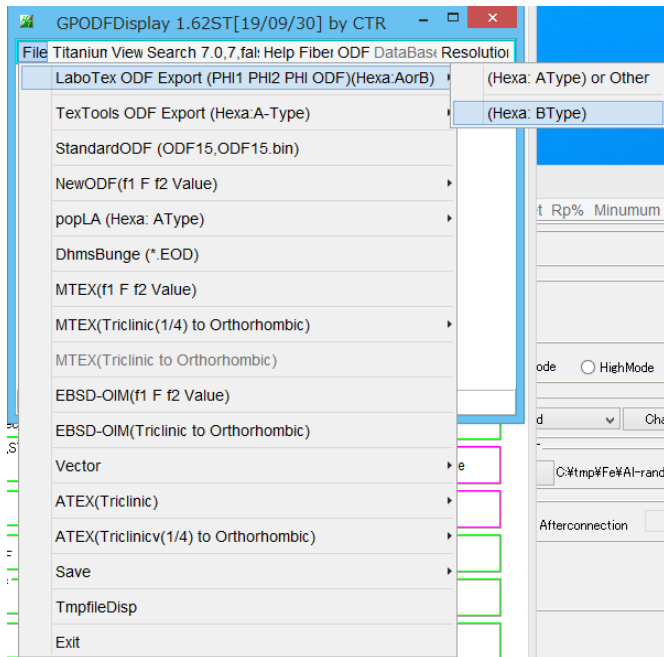 GPODFDisplay 1.62ST[19/09/30] by CTR
File Titaniun View Search 7.0,7,fal: Help Fiber ODF DataBase Resolution
LaboTex ODF Export (PHI1 PHI2 PHI ODF)(Hexa:AorB)
(Hexa: AType) or Other
TexTools ODF Export (Hexa:A-Type)
(Hexa: BType)
StandardODF (ODF15,ODF15.bin)
NewODF(f1 F f2 Value)
popLA (Hexa: AType)
Rp% Minumum
DhmsBunge (*.EOD)
MTEX(f1 F f2 Value)
MTEX(Triclinic(1/4) to Orthorhombic)
MTEX(Triclinic to Orthorhombic)
ode HighMode
EBSD-OIM(f1 F f2 Value)
EBSD-OIM(Triclinic to Orthorhombic)
d Cha
Vector
e
C:¥tmp¥Fe¥Al-rand
ATEX(Triclinic)
Afterconnection
ATEX(Triclinicv(1/4) to Orthorhombic)
Save
TmpfileDisp
Exit